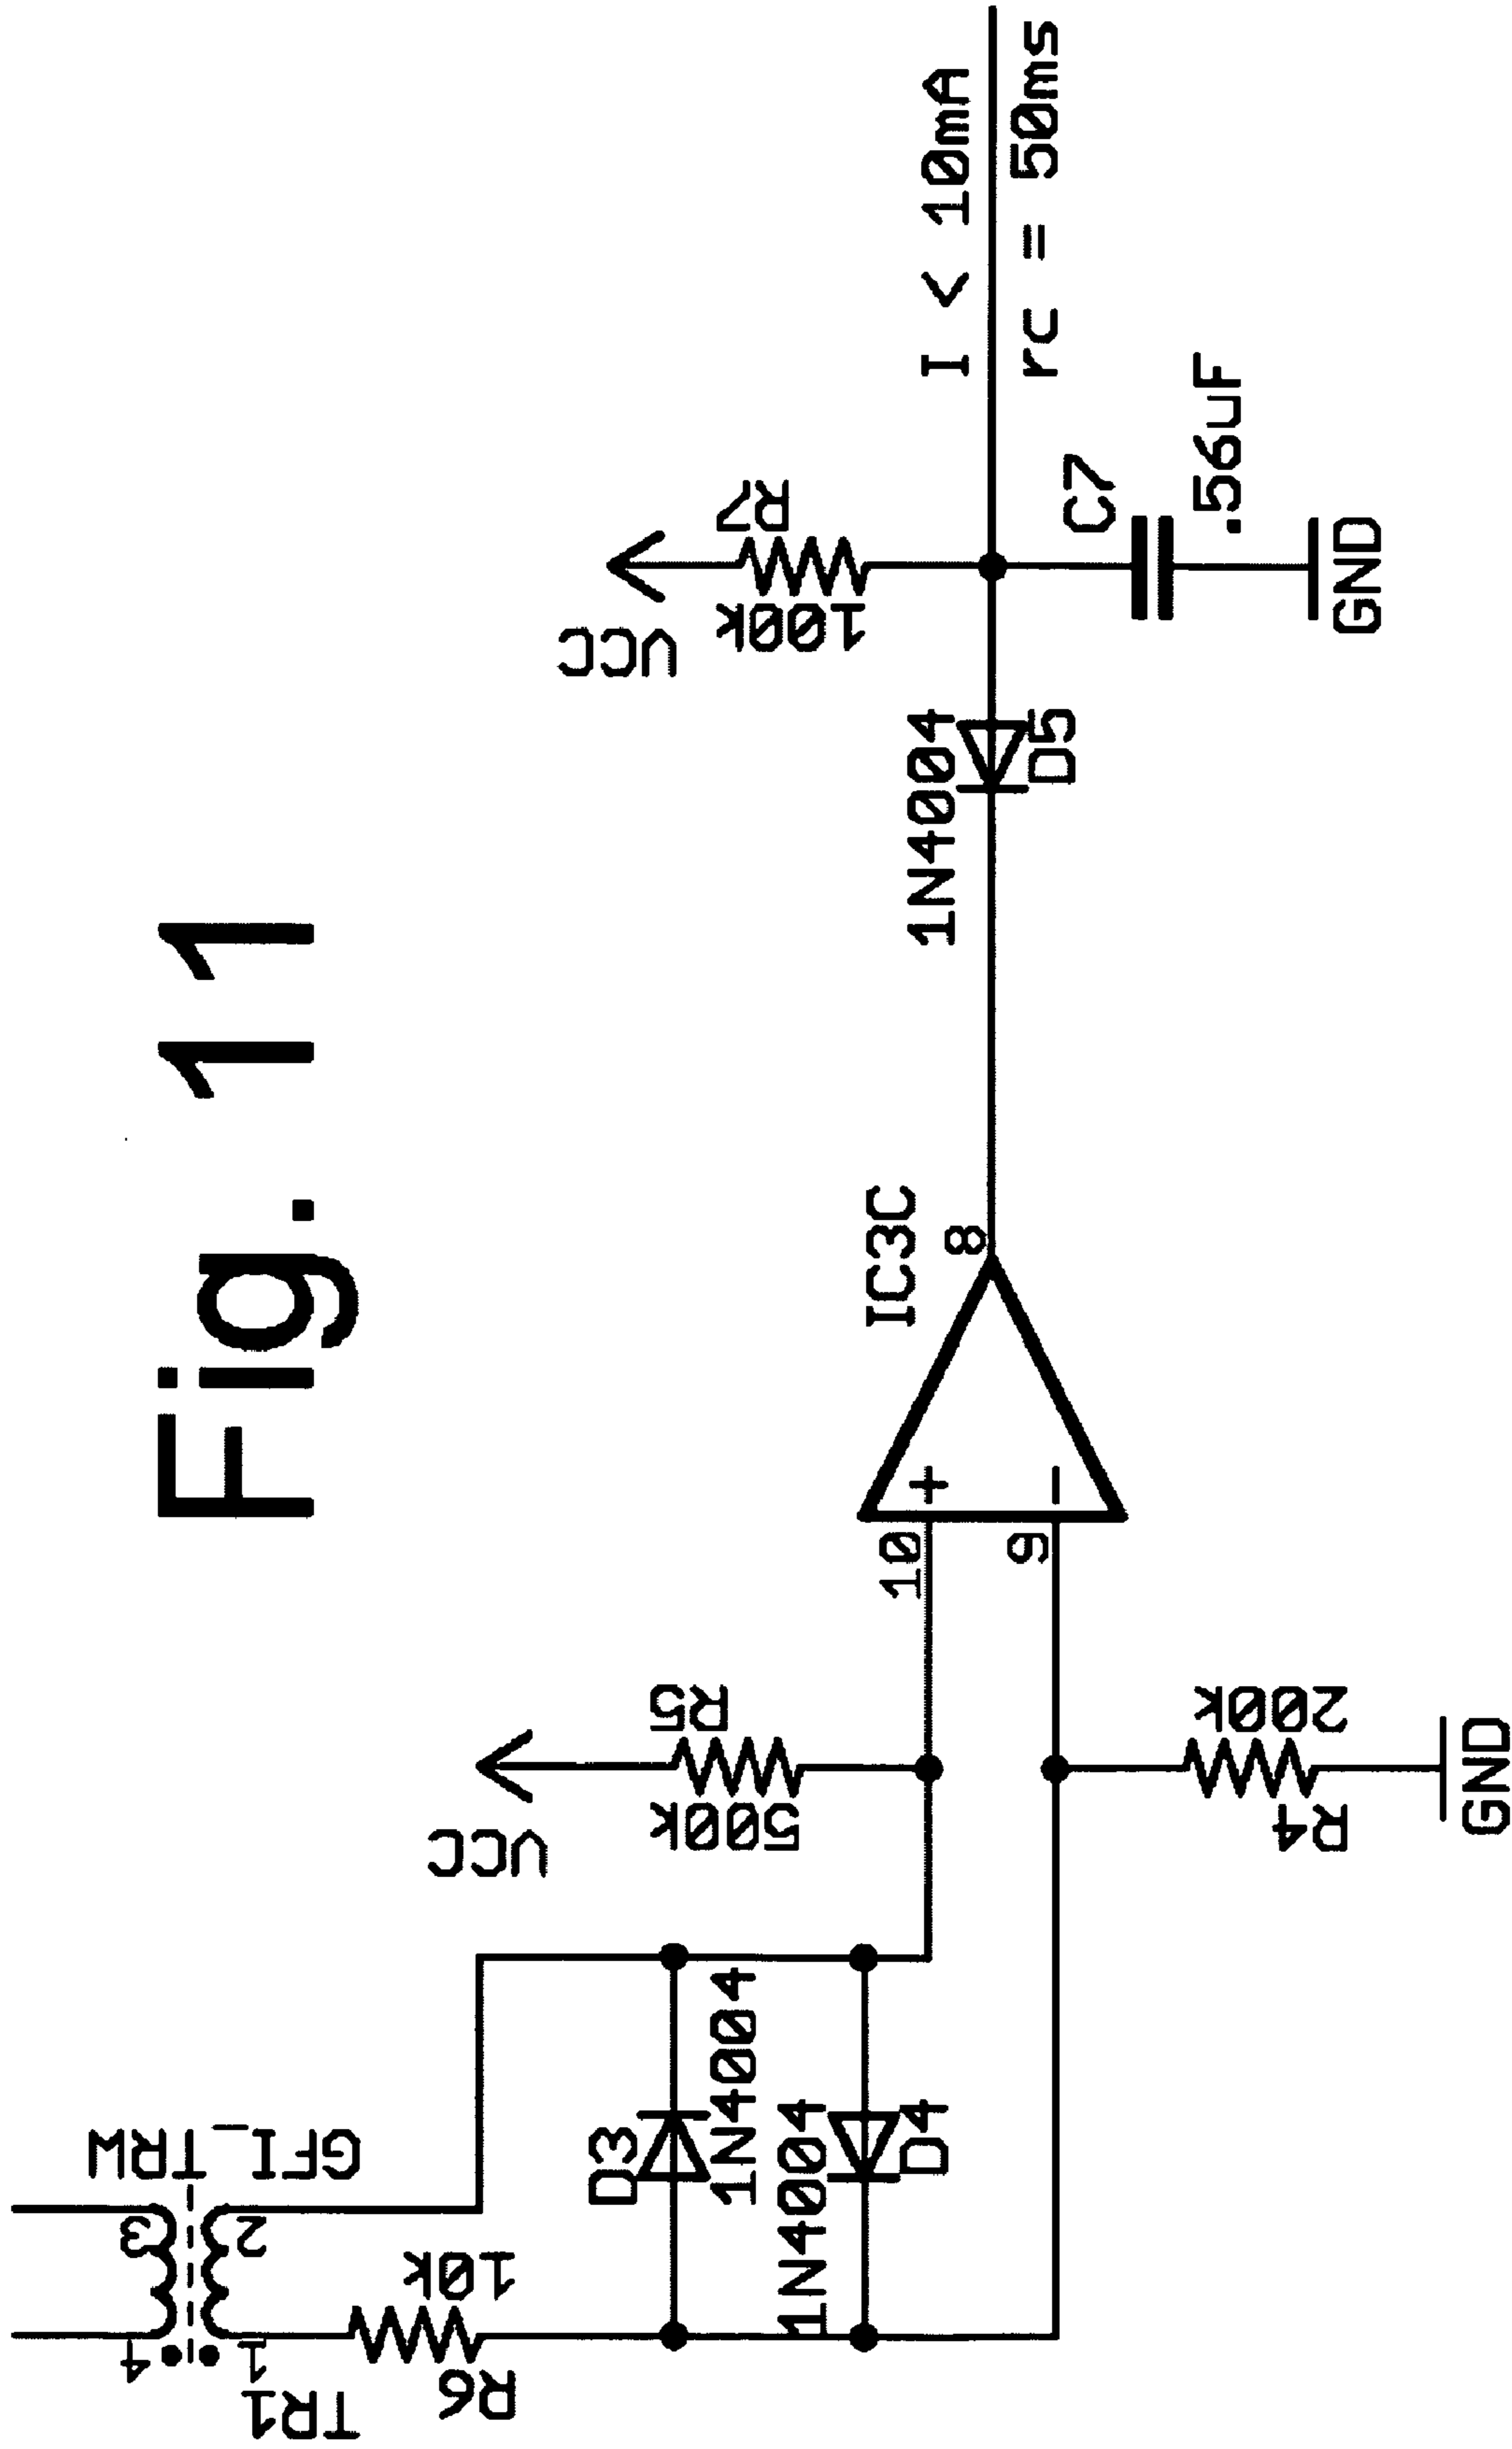 Fig. 11
TR1
GFI_TRW
4
3
1
2
R6
10k
D3
1N4004
1N4004
D4
VCC
500k
R5
R4
200k
GND
10
9
+
-
IC3C
8
1N4004
D5
VCC
100k
R7
C7
.56uF
GND
I < 10mA
rc = 50ms